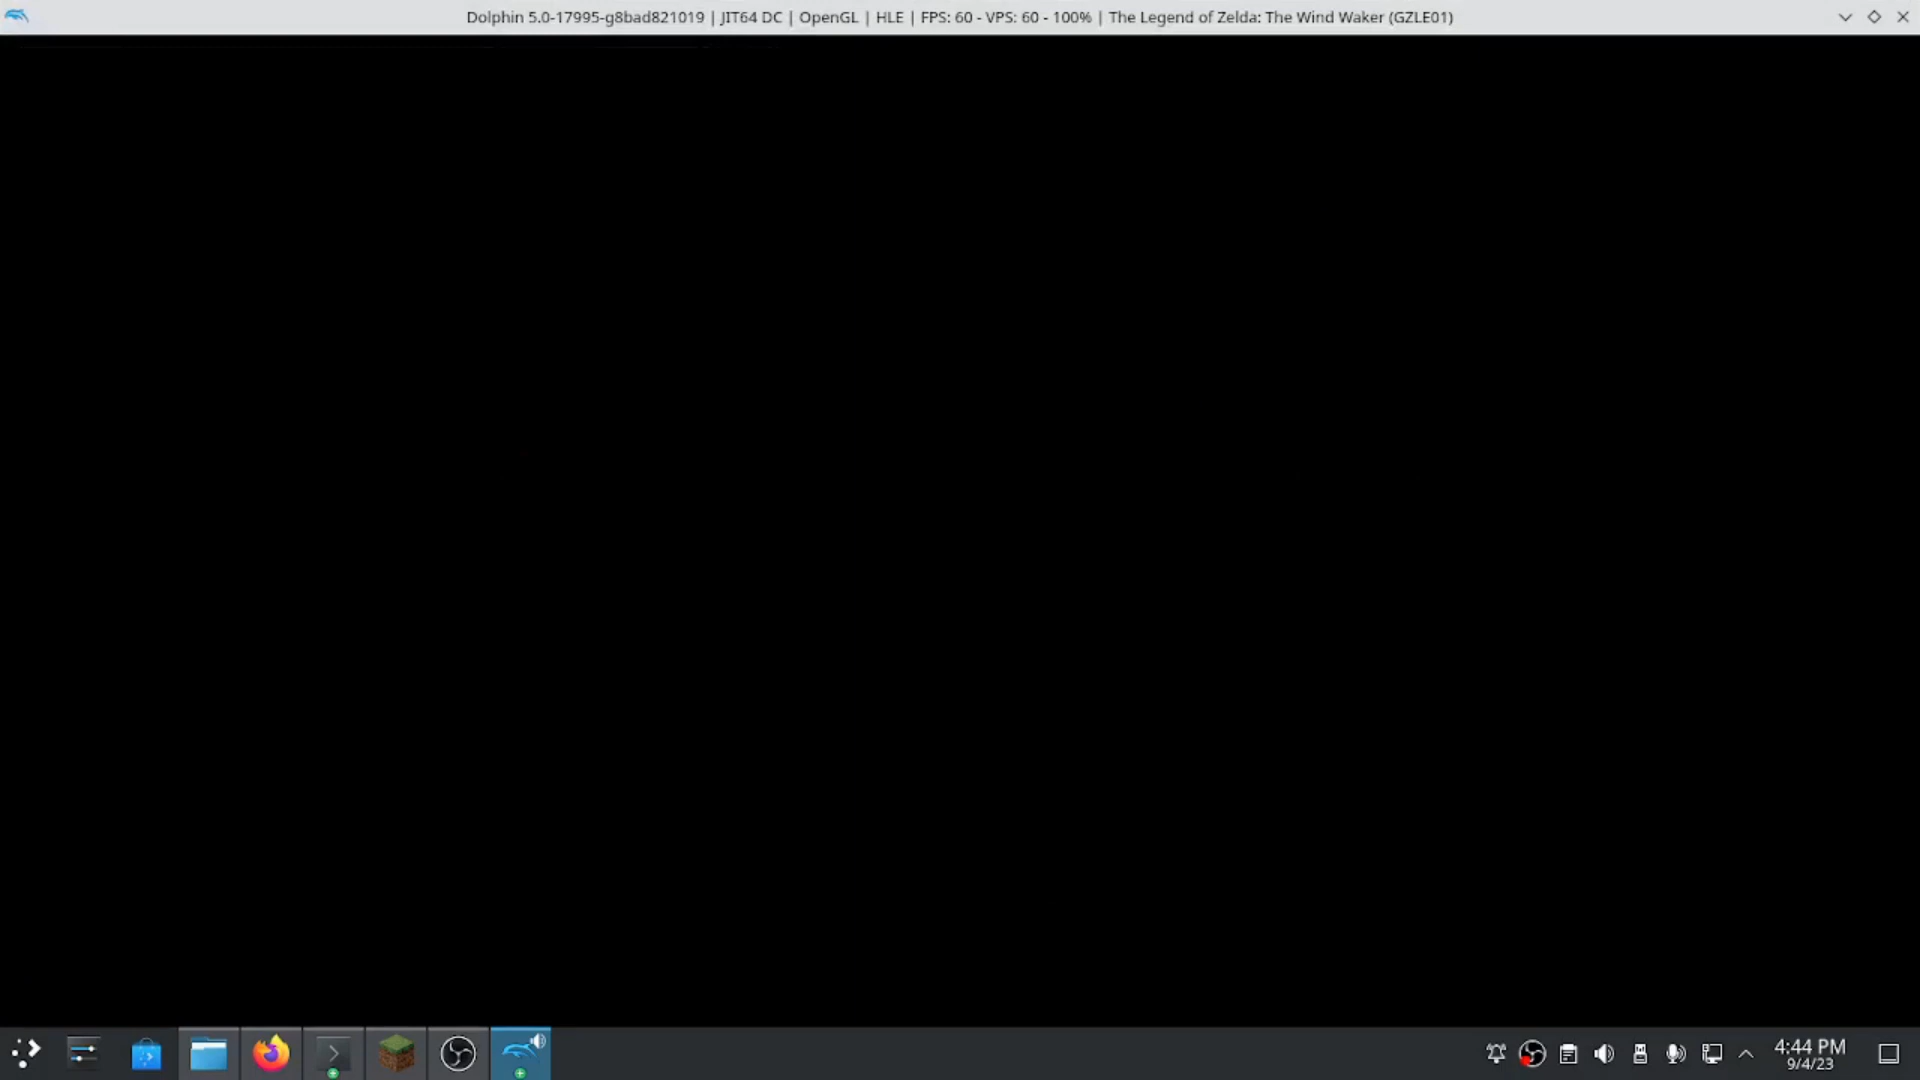 Dolphin 5.0-17995-g8bad821019 | JIT64 DC | OpenGL | HLE | FPS: 60 - VPS: 60 - 100% | The Legend of Zelda: The Wind Waker (GZLE01)
4:44 PM
9/4/23